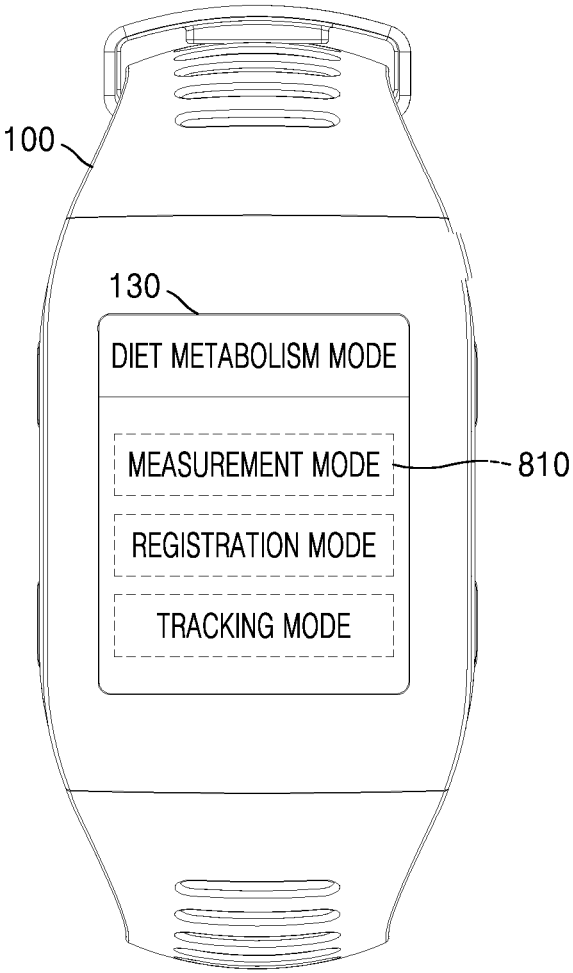 100
130
DIET METABOLISM MODE
MEASUREMENT MODE
810
REGISTRATION MODE
TRACKING MODE